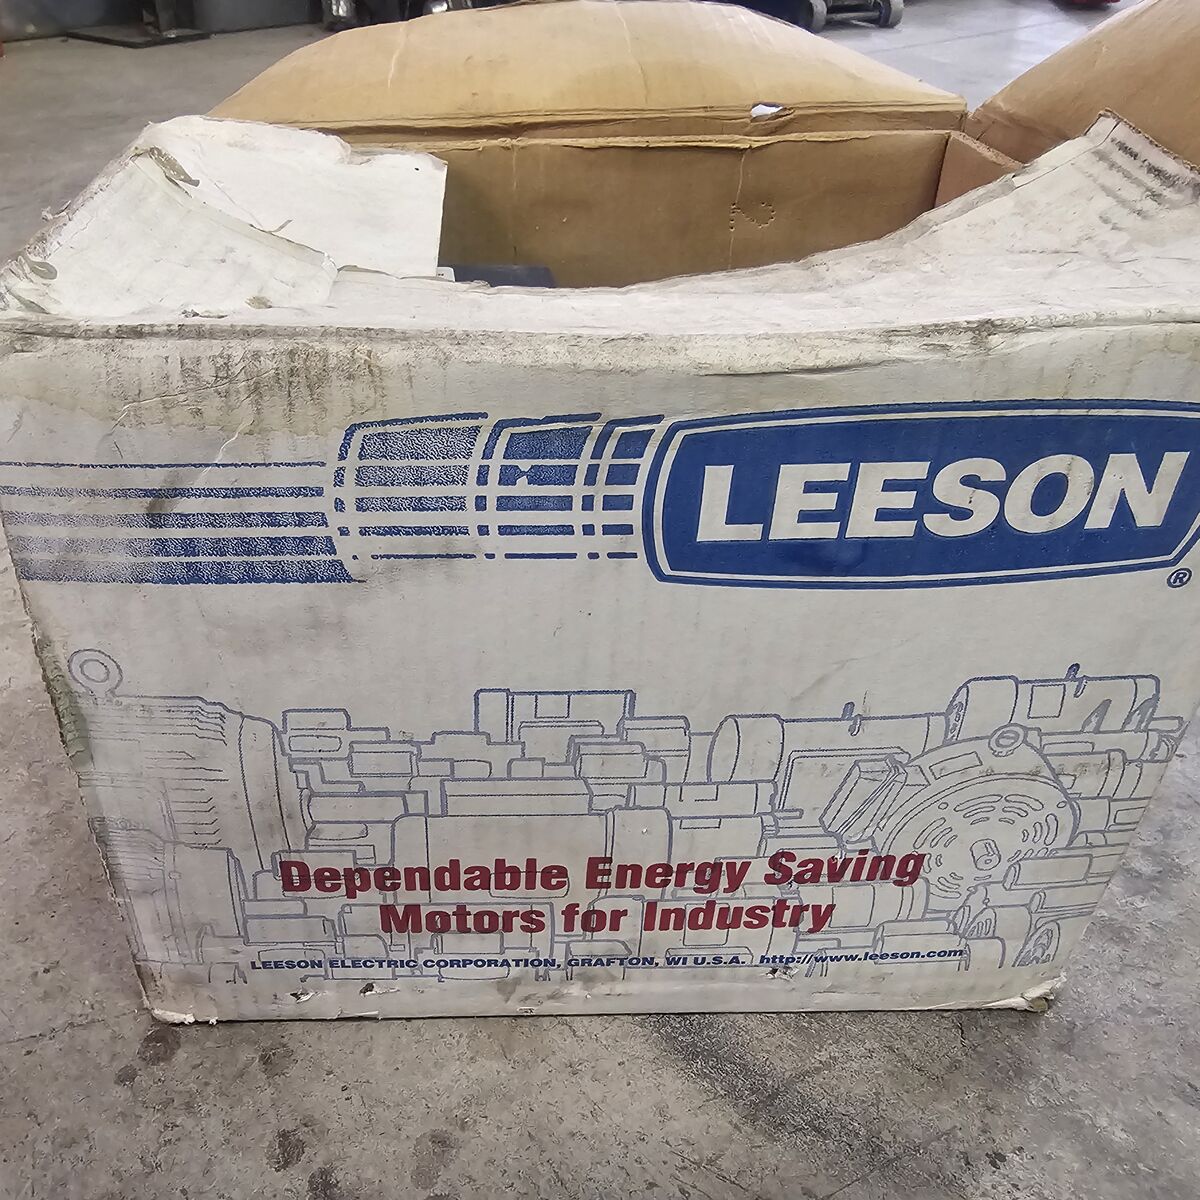 LEESON
®
Dependable Energy Saving
Motors for Industry
LEESON ELECTRIC CORPORATION, GRAFTON, WI U.S.A. http://www.leeson.com